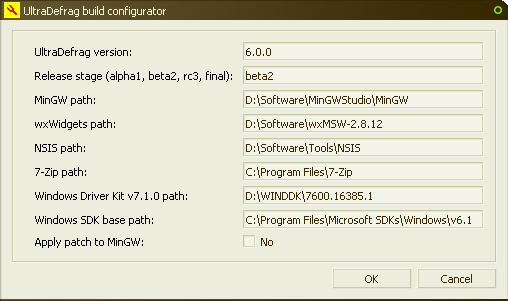 UltraDefrag build configurator
UltraDefrag version: 6.0.0
Release stage (alpha1, beta2, rc3, final): beta2
MinGW path: D:\Software\MinGWStudio\MinGW
wxWidgets path: D:\Software\wxMSW-2.8.12
NSIS path: D:\Software\Tools\NSIS
7-Zip path: C:\Program Files\7-Zip
Windows Driver Kit v7.1.0 path: D:\WINDDK\7600.16385.1
Windows SDK base path: C:\Program Files\Microsoft SDKs\Windows\v6.1
Apply patch to MinGW: No
OK Cancel